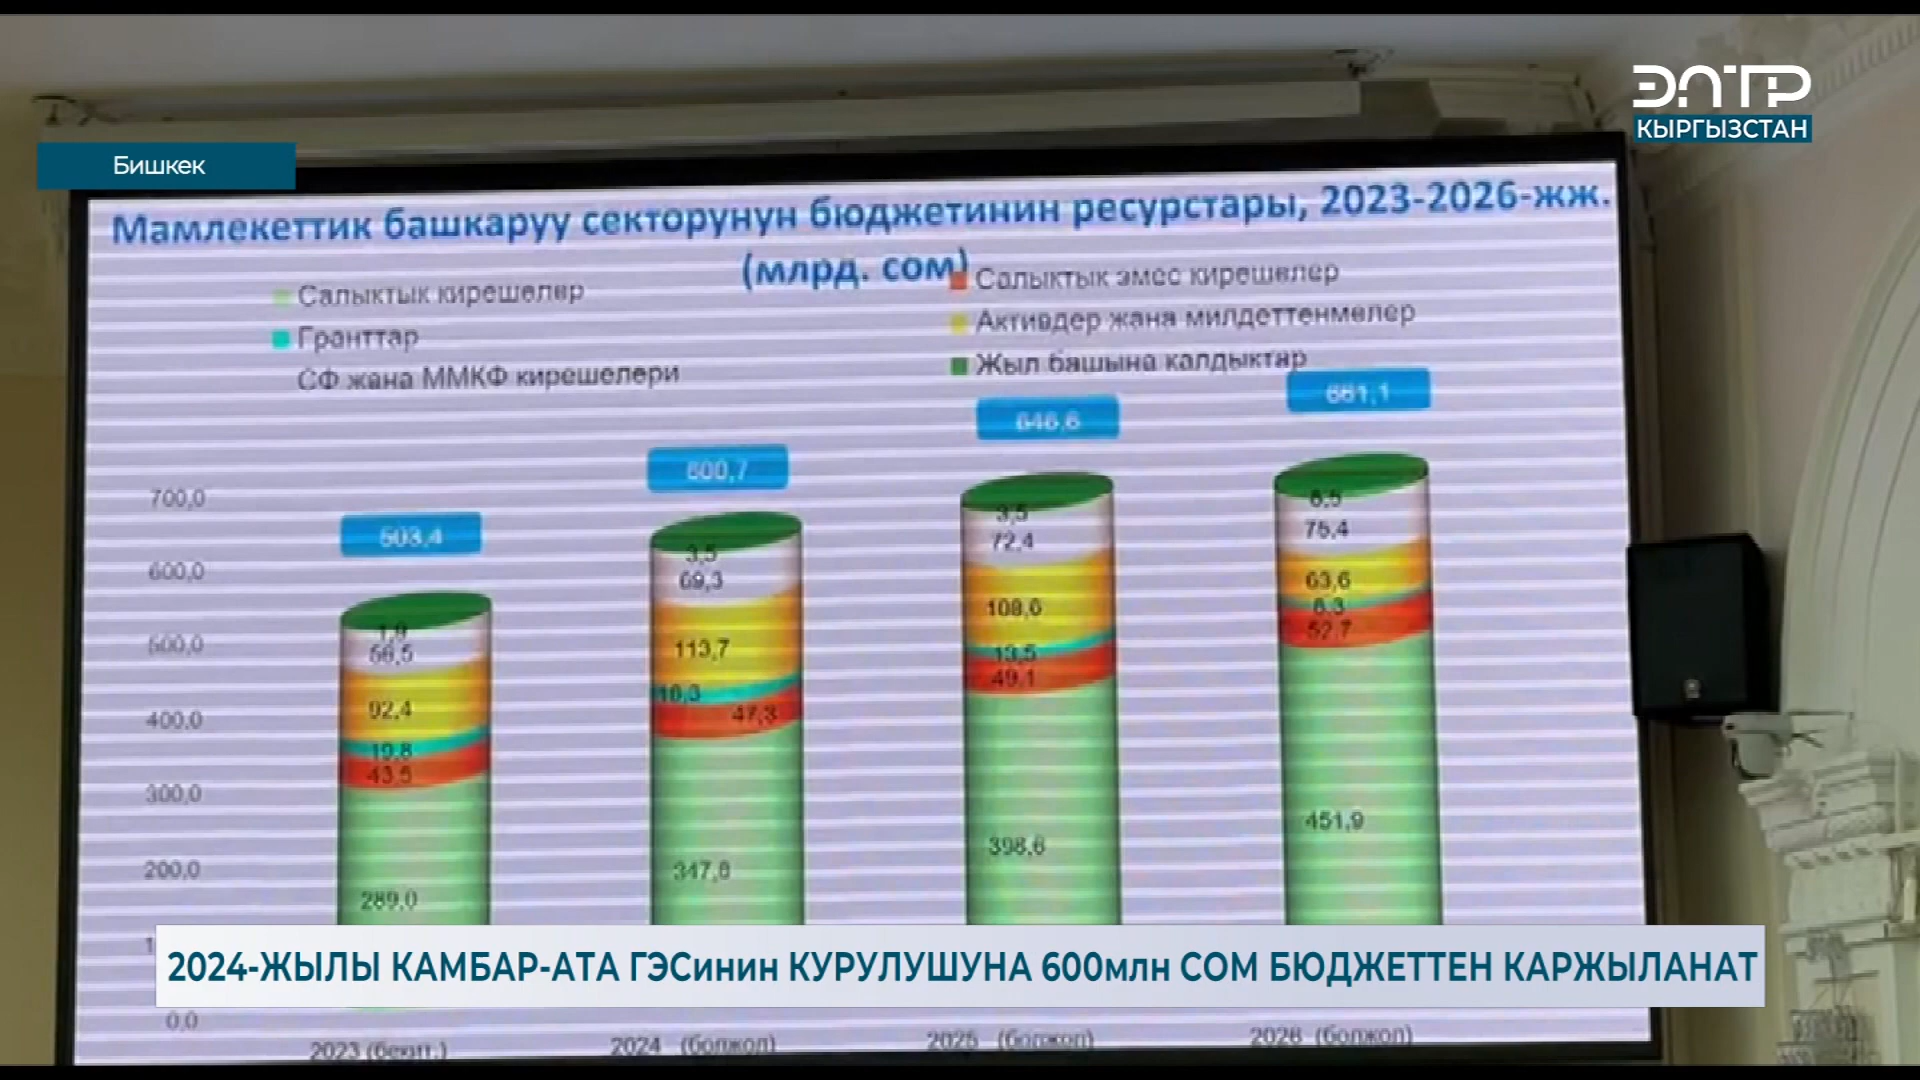 ЭЛТР
КЫРГЫЗСТАН
Бишкек
Мамлекеттик башкаруу секторунун бюджетинин ресурстары, 2023-2026-жж.
(млрд. сом)
Салыктык кирешелер
Салыктык эмес кирешелер
Гранттар
Активдер жана милдеттенмелер
СФ жана ММКФ кирешелери
Жыл башына калдыктар
503,4
600,7
646,6
661,1
700,0
600,0
500,0
400,0
300,0
200,0
0,0
1,9
56,5
92,4
19,8
43,5
289,0
3,5
69,3
113,7
47,3
347,6
3,5
72,4
13,5
49,1
398,6
75,4
63,6
52,7
451,9
2023 (бекит.)
2024 (болжол)
2025 (болжол)
2026 (болжол)
2024-ЖЫЛЫ КАМБАР-АТА ГЭСинин КУРУЛУШУНА 600млн СОМ БЮДЖЕТТЕН КАРЖЫЛАНАТ